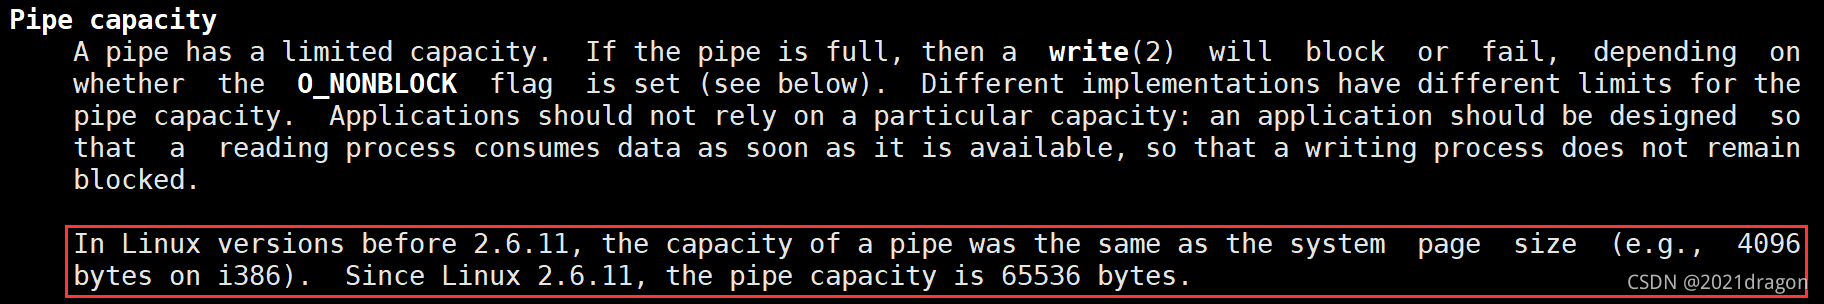 Pipe capacity
A pipe has a limited capacity. If the pipe is full, then a write(2) will block or fail, depending on
whether the O_NONBLOCK flag is set (see below). Different implementations have different limits for the
pipe capacity. Applications should not rely on a particular capacity: an application should be designed so
that a reading process consumes data as soon as it is available, so that a writing process does not remain
blocked.
In Linux versions before 2.6.11, the capacity of a pipe was the same as the system page size (e.g., 4096
bytes on i386). Since Linux 2.6.11, the pipe capacity is 65536 bytes.
CSDN @2021dragon